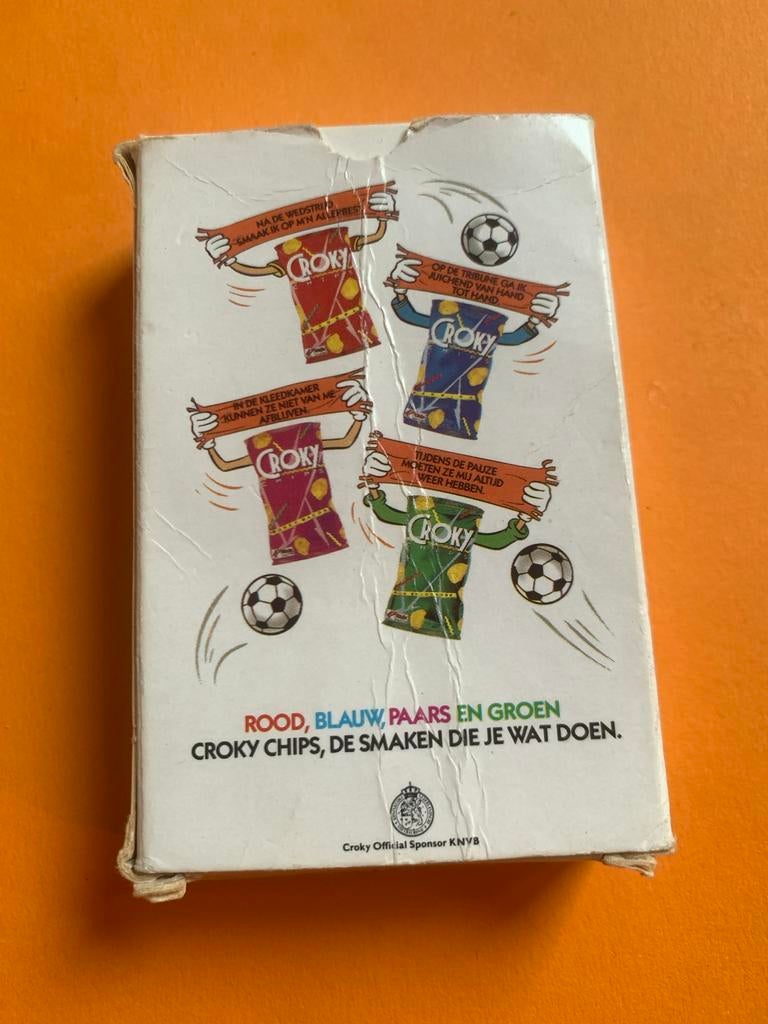 NA DE WEDSTRIJD
SMAAK IK OP M'N ALLERBEST
CROKY
OP DE TRIBUNE GA IK
JUICHEND VAN HAND
TOT HAND.
CROKY
IN DE KLEEDKAMER
KUNNEN ZE NIET VAN ME
AFBLIJVEN.
CROKY
TIJDENS DE PAUZE
MOETEN ZE MIJ ALTIJD
WEER HEBBEN.
CROKY
ROOD, BLAUW, PAARS EN GROEN
CROKY CHIPS, DE SMAKEN DIE JE WAT DOEN.
Croky Official Sponsor KNVB